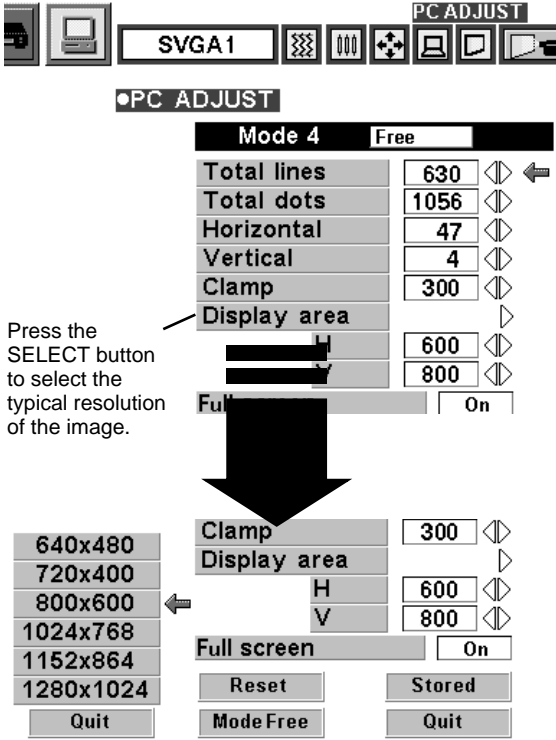 PC ADJUST
SVGA1
●PC ADJUST
Mode 4 Free
Total lines 630
Total dots 1056
Horizontal 47
Vertical 4
Clamp 300
Display area
H 600
V 800
Full screen On
Press the
SELECT button
to select the
typical resolution
of the image.
640x480
720x400
800x600
1024x768
1152x864
1280x1024
Quit
Clamp 300
Display area
H 600
V 800
Full screen On
Reset Stored
Mode Free Quit